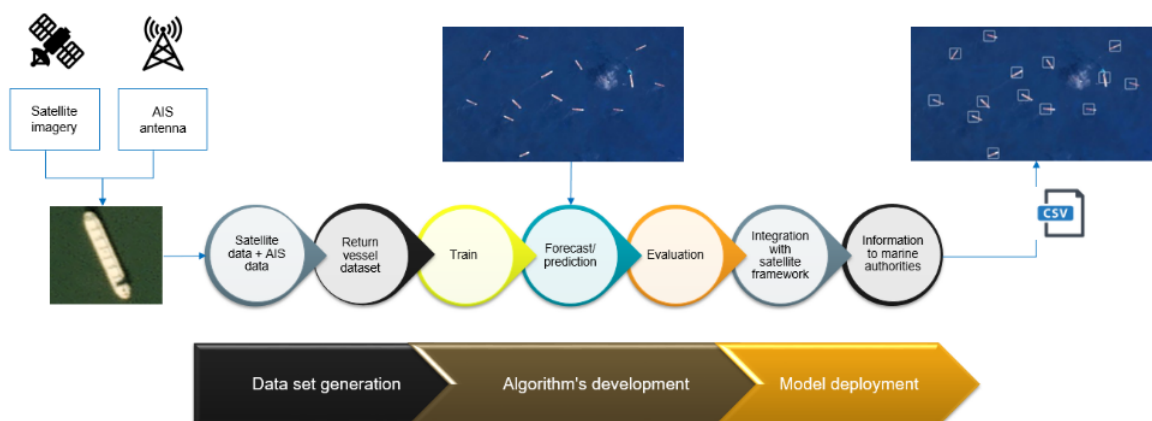 Satellite
imagery
AIS
antenna
Satellite
data + AIS
data
Return
vessel
dataset
Train
Forecast/
prediction
Evaluation
Integration
with
satellite
framework
Information
to marine
authorities
CSV
Data set generation
Algorithm's development
Model deployment